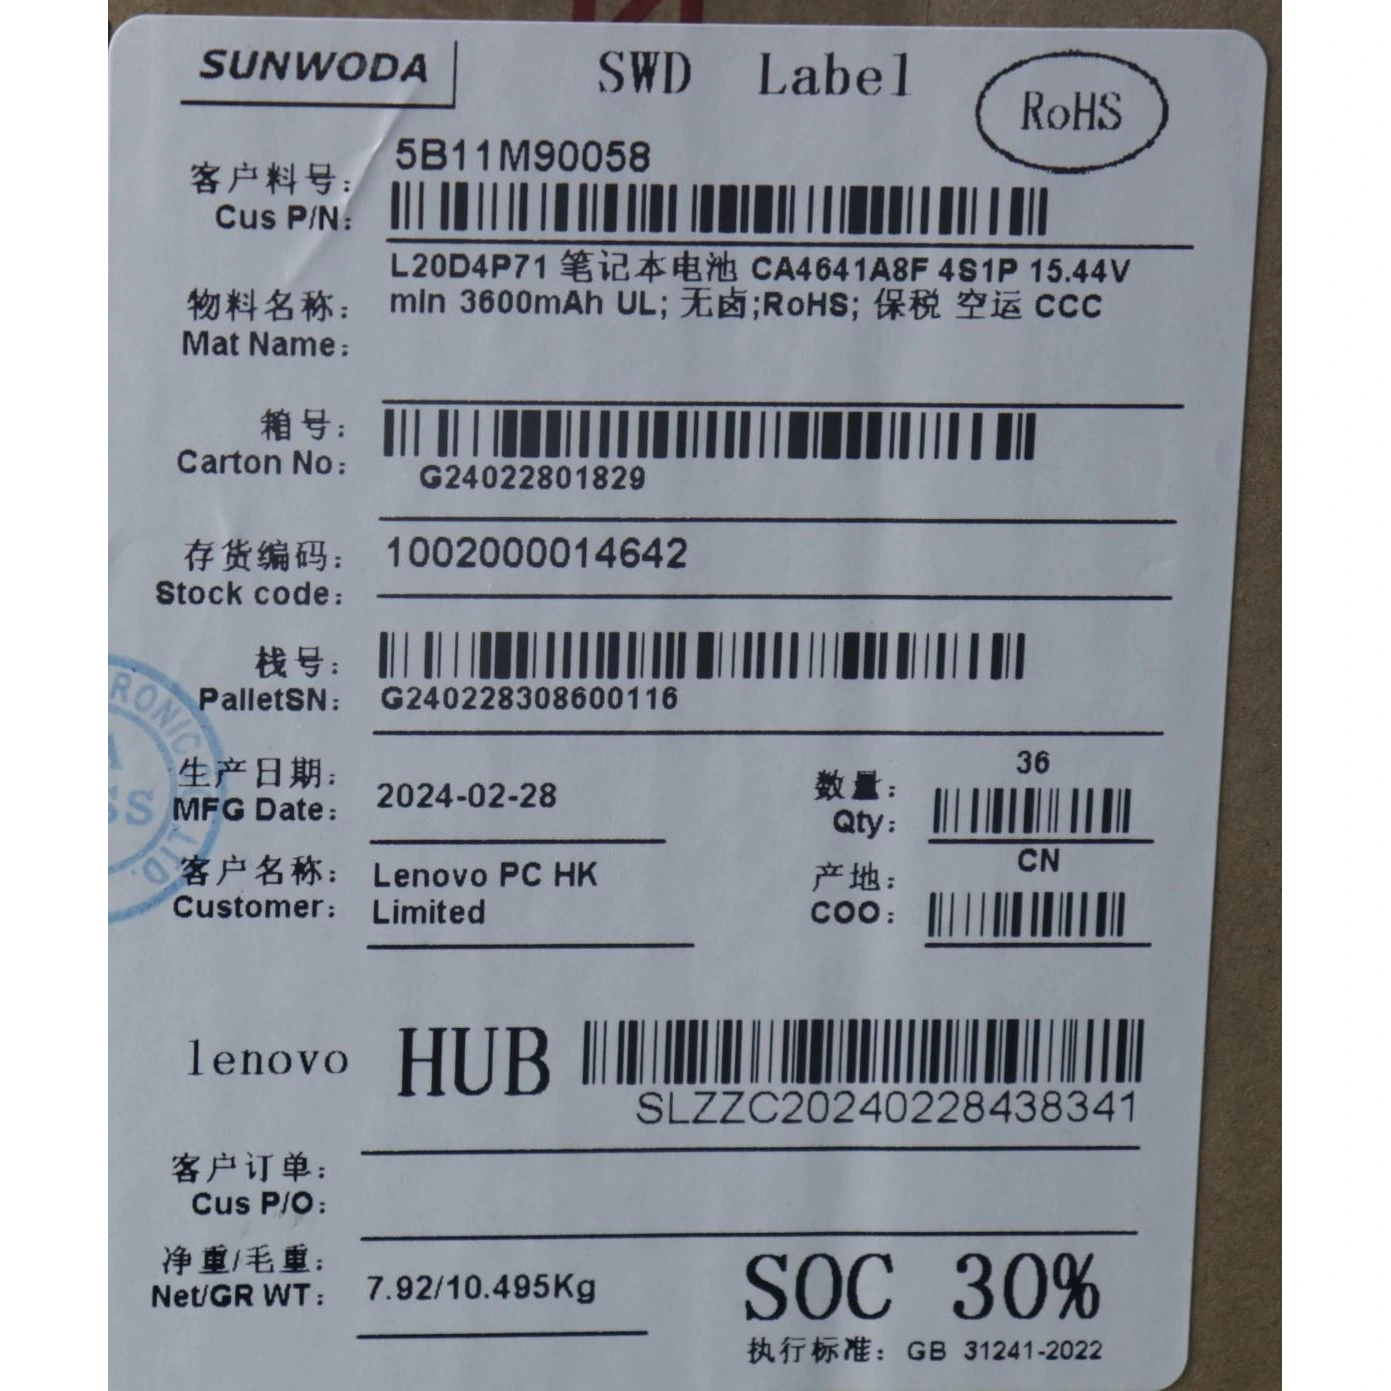 SUNWODA
SWD Label
RoHS
客户料号:
Cus P/N:
5B11M90058
物料名称:
Mat Name:
L20D4P71 笔记本电池 CA4641A8F 4S1P 15.44V
min 3600mAh UL; 无卤;RoHS; 保税 空运 CCC
箱号:
Carton No:
G24022801829
存货编码:
Stock code:
1002000014642
栈号:
PalletSN:
G240228308600116
生产日期:
MFG Date:
2024-02-28
数量:
Qty:
36
客户名称:
Customer:
Lenovo PC HK
Limited
产地:
COO:
CN
lenovo HUB
SLZZC20240228438341
客户订单:
Cus P/O:
净重/毛重:
Net/GR WT:
7.92/10.495Kg
SOC 30%
执行标准: GB 31241-2022